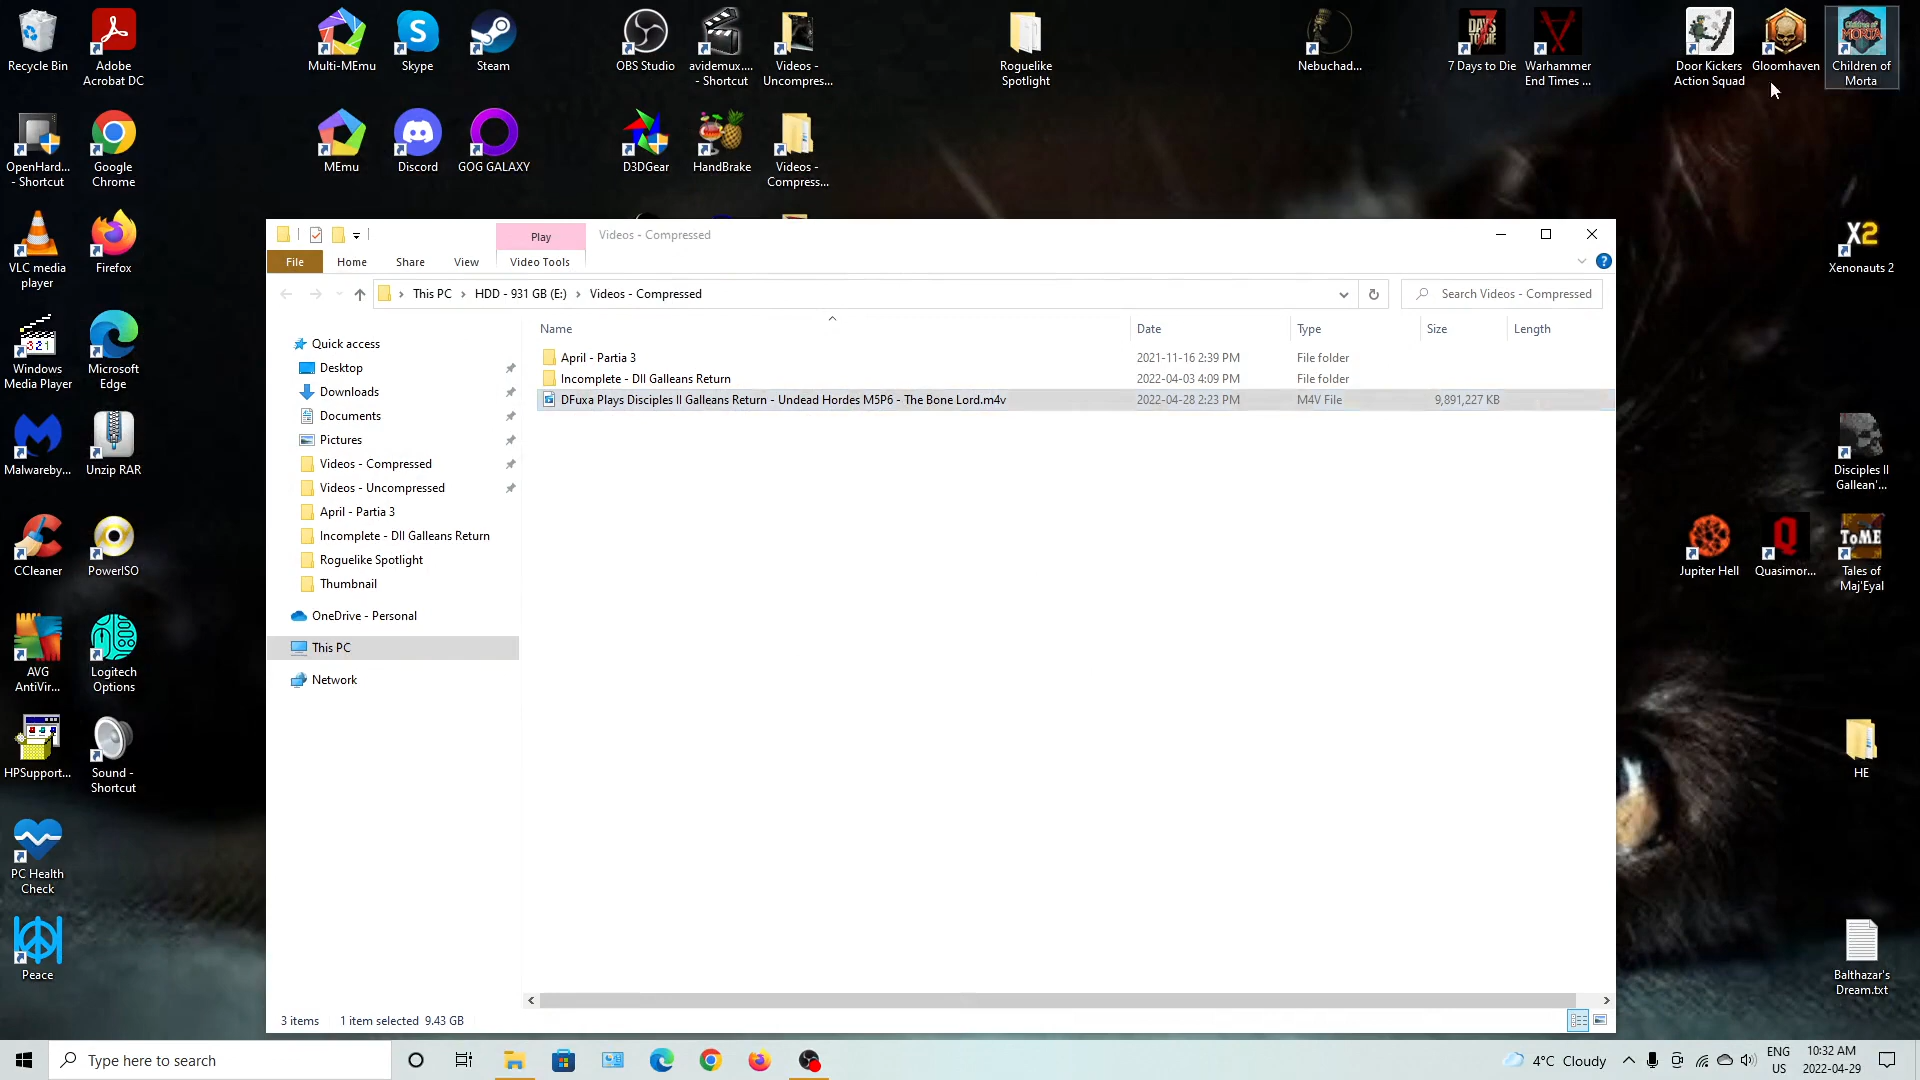 Recycle Bin
Adobe
Acrobat DC
Multi-MEmu
Skype
Steam
OBS Studio
avidemux....
- Shortcut
Videos -
Uncompres...
Roguelike
Spotlight
Nebuchad...
7 Days to Die
Warhammer
End Times ...
Door Kickers
Action Squad
Gloomhaven
Children of
Morta
OpenHard...
- Shortcut
Google
Chrome
MEmu
Discord
GOG GALAXY
D3DGear
HandBrake
Videos -
Compress...
VLC media
player
Firefox
X2
Xenonauts 2
Windows
Media Player
Microsoft
Edge
Malwareby...
Unzip RAR
Disciples II
Gallean'...
CCleaner
PowerISO
Jupiter Hell
Quasimor...
ToME
Tales of
Maj'Eyal
AVG
AntiVir...
Logitech
Options
HPSupport...
Sound -
Shortcut
HE
PC Health
Check
Peace
Balthazar's
Dream.txt
Play
Videos - Compressed
File
Home
Share
View
Video Tools
This PC
HDD - 931 GB (E:)
Videos - Compressed
Search Videos - Compressed
Name
Date
Type
Size
Length
April - Partia 3
2021-11-16 2:39 PM
File folder
Incomplete - DII Galleans Return
2022-04-03 4:09 PM
File folder
DFuxa Plays Disciples II Galleans Return - Undead Hordes M5P6 - The Bone Lord.m4v
2022-04-28 2:23 PM
M4V File
9,891,227 KB
Quick access
Desktop
Downloads
Documents
Pictures
Videos - Compressed
Videos - Uncompressed
April - Partia 3
Incomplete - DII Galleans Return
Roguelike Spotlight
Thumbnail
OneDrive - Personal
This PC
Network
3 items
1 item selected 9.43 GB
Type here to search
4°C Cloudy
ENG
US
10:32 AM
2022-04-29